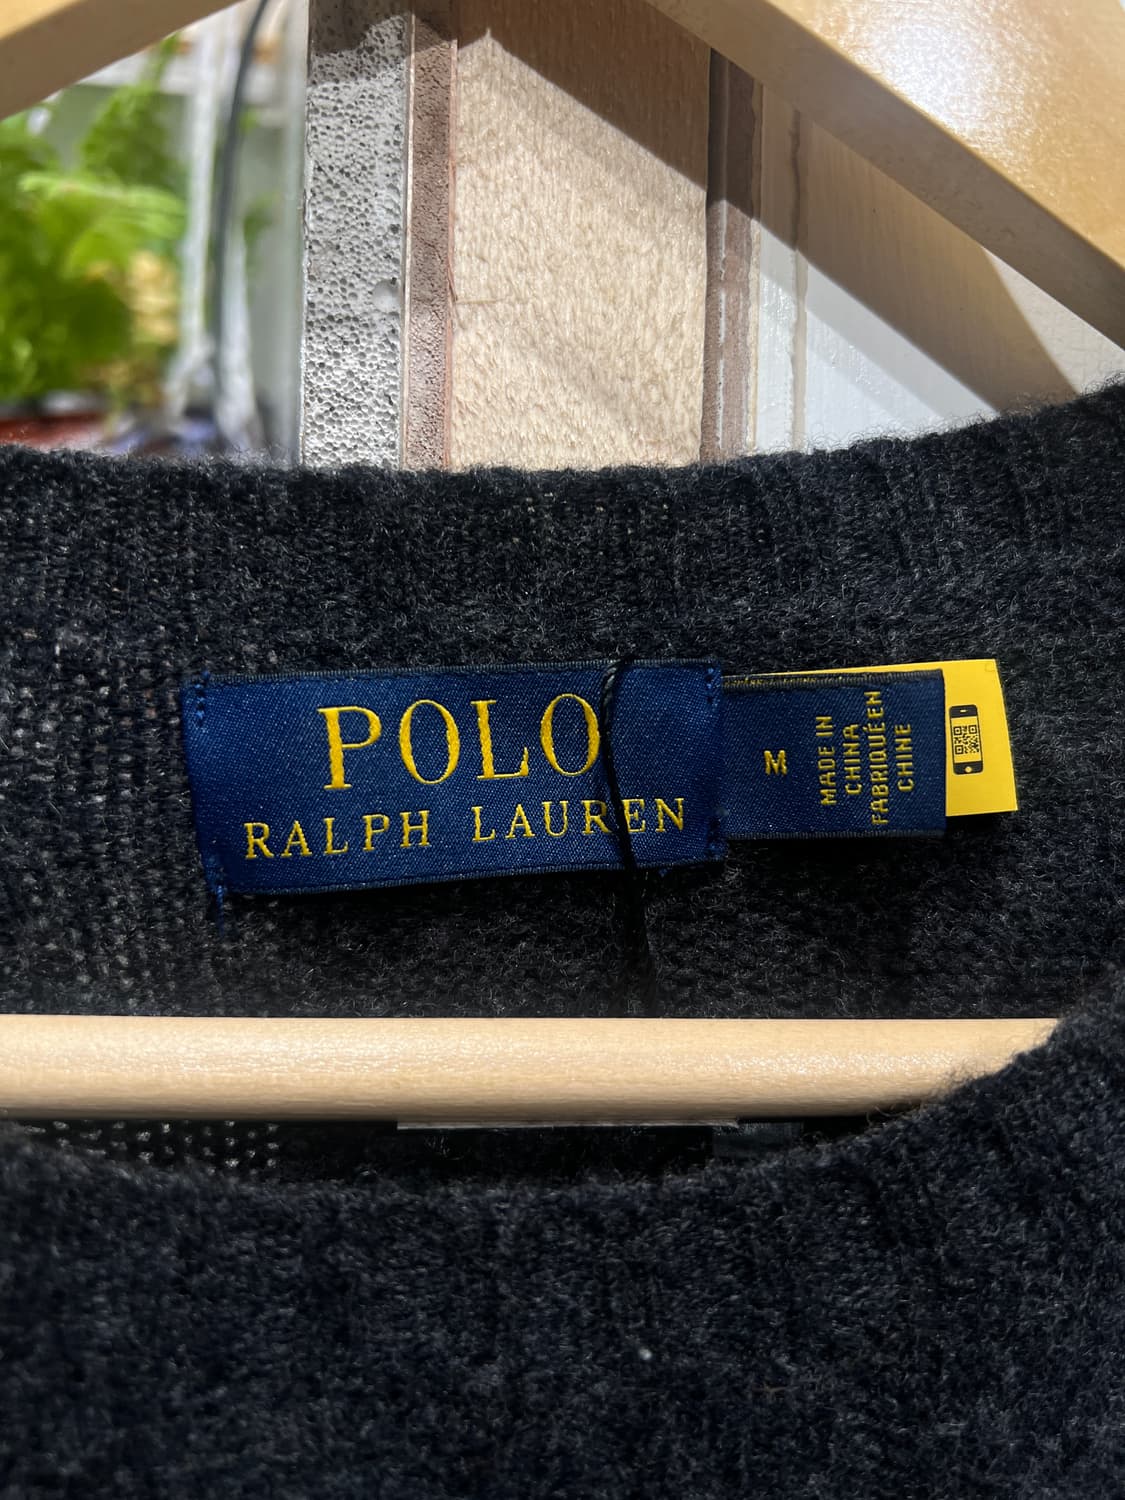 POLO
RALPH LAUREN
M
MADE IN
CHINA
FABRIQUÉ EN
CHINE